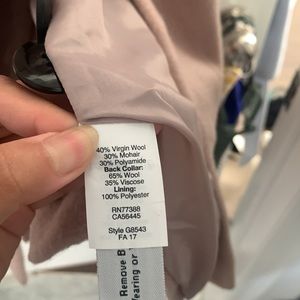 40% Virgin Wool
30% Mohair
30% Polyamide
Back Collar:
65% Wool
35% Viscose
Lining:
100% Polyester
RN77388
CA56445
Style G8543
FA 17
Remove B
earing or